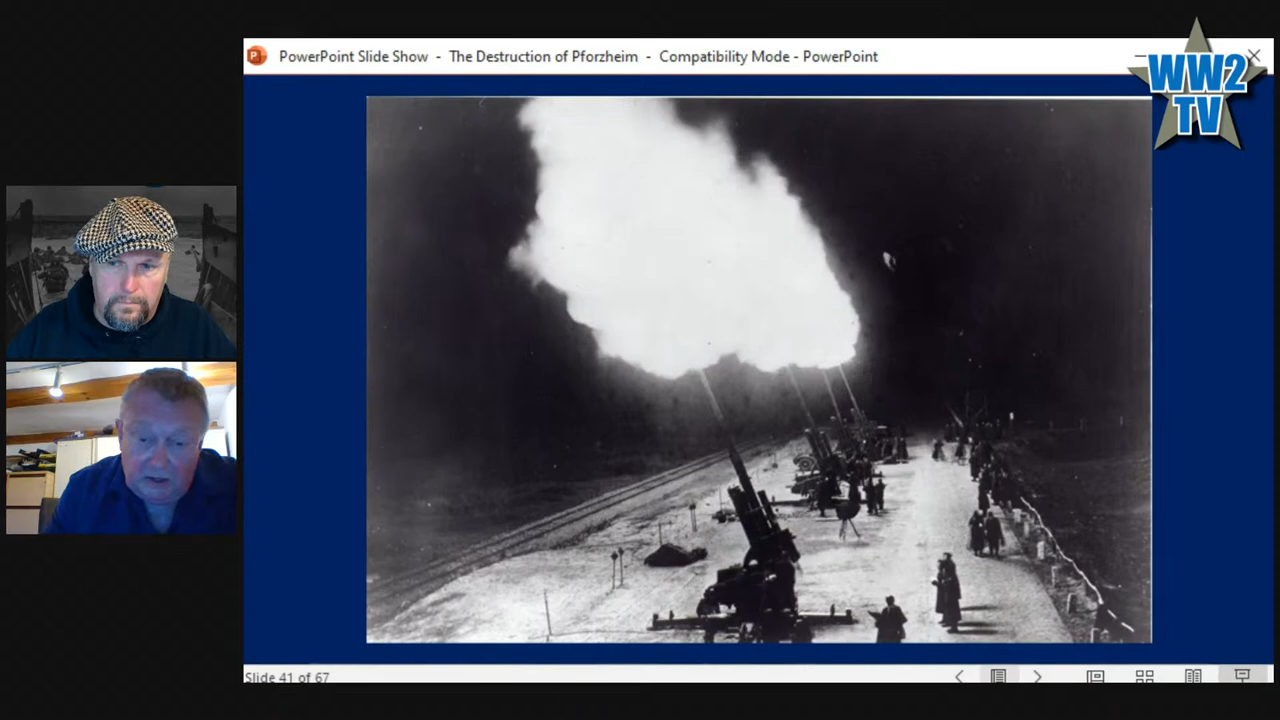 PowerPoint Slide Show - The Destruction of Pforzheim - Compatibility Mode - PowerPoint
WW2
TV
Slide 41 of 67